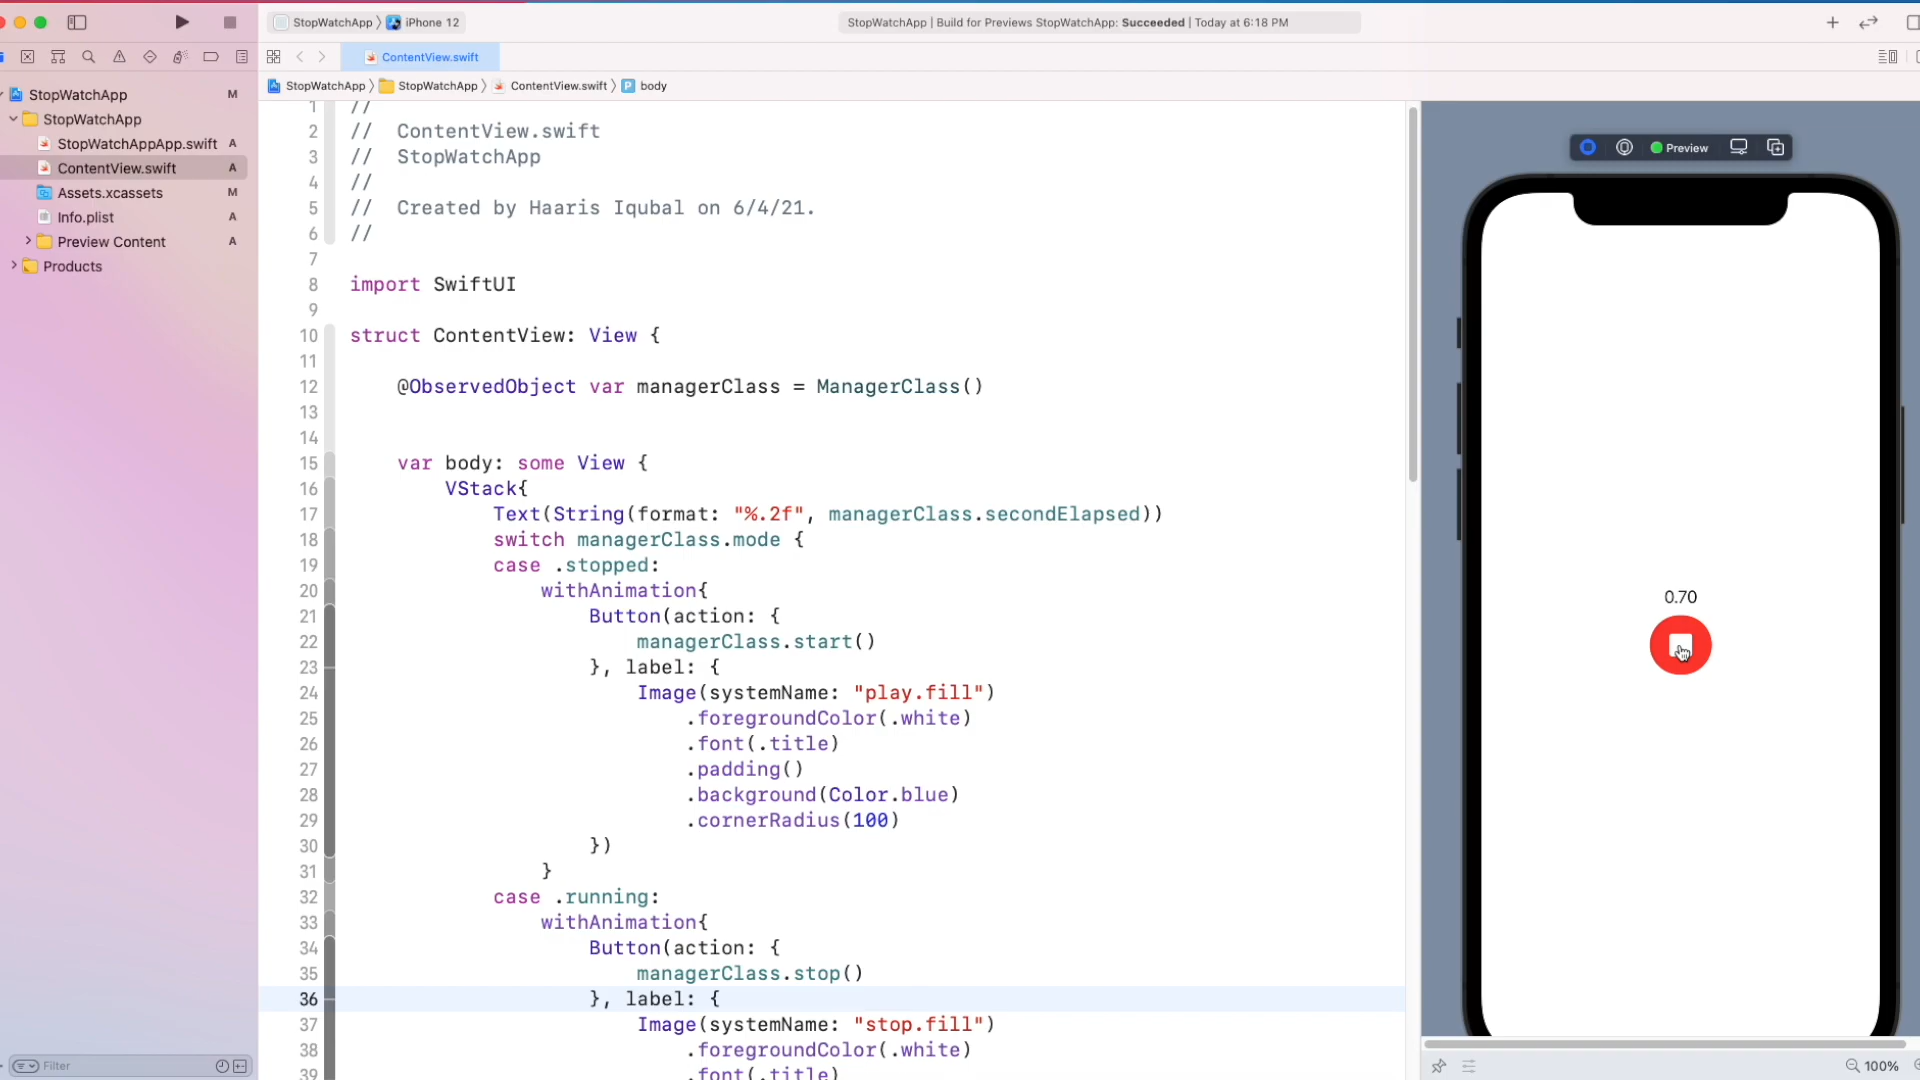 StopWatchApp
iPhone 12
StopWatchApp | Build for Previews StopWatchApp: Succeeded | Today at 6:18 PM
ContentView.swift
StopWatchApp
StopWatchApp
ContentView.swift
P body
StopWatchApp M
StopWatchApp
StopWatchAppApp.swift A
ContentView.swift A
Assets.xcassets M
Info.plist A
Preview Content A
Products
Filter
1 //
2 // ContentView.swift
3 // StopWatchApp
4 //
5 // Created by Haaris Iqubal on 6/4/21.
6 //
7
8 import SwiftUI
9
10 struct ContentView: View {
11
12 @ObservedObject var managerClass = ManagerClass()
13
14
15 var body: some View {
16 VStack{
17 Text(String(format: "%.2f", managerClass.secondElapsed))
18 switch managerClass.mode {
19 case .stopped:
20 withAnimation{
21 Button(action: {
22 managerClass.start()
23 }, label: {
24 Image(systemName: "play.fill")
25 .foregroundColor(.white)
26 .font(.title)
27 .padding()
28 .background(Color.blue)
29 .cornerRadius(100)
30 })
31 }
32 case .running:
33 withAnimation{
34 Button(action: {
35 managerClass.stop()
36 }, label: {
37 Image(systemName: "stop.fill")
38 .foregroundColor(.white)
39 .font(.title)
Preview
0.70
100%